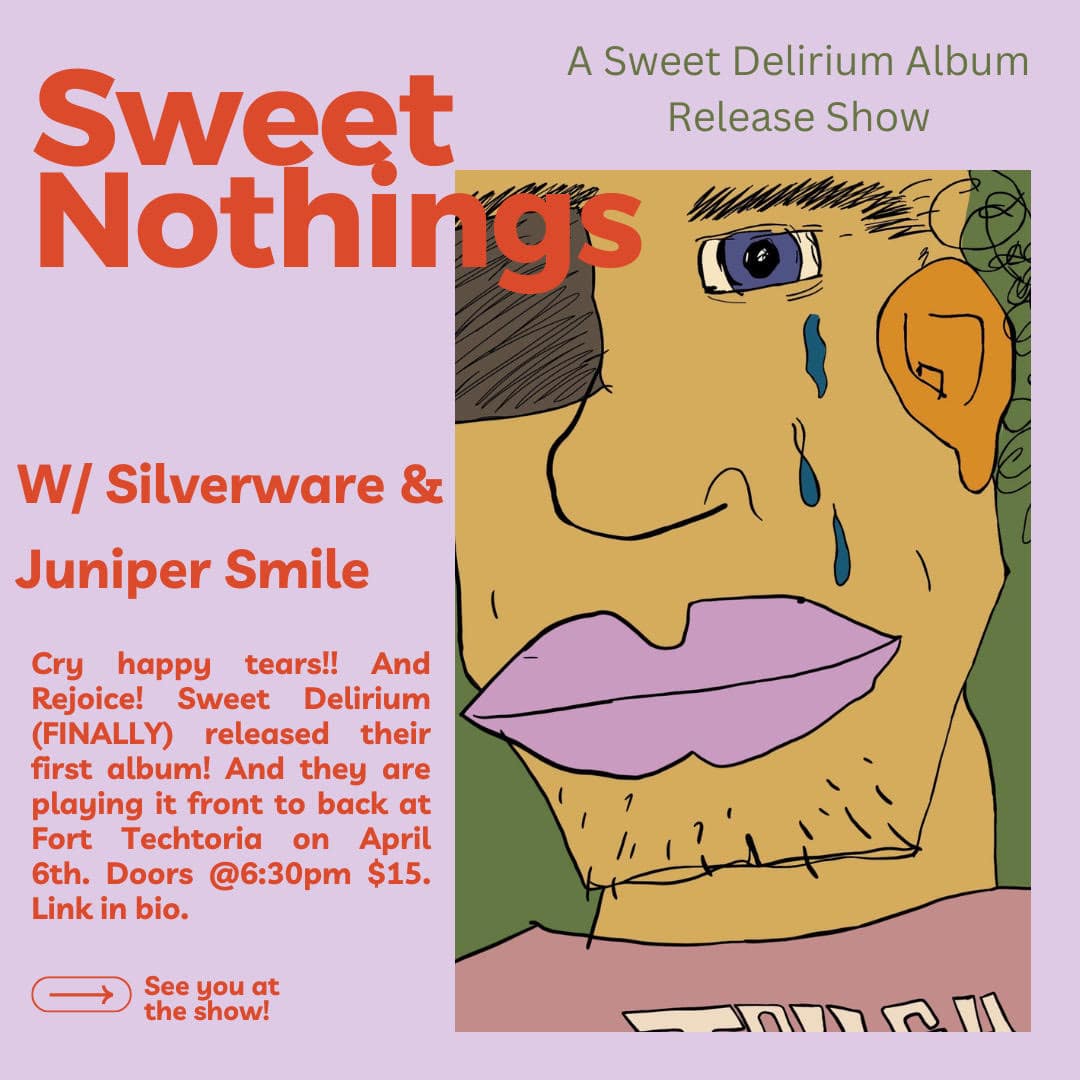 Sweet
Nothings
A Sweet Delirium Album
Release Show
W/ Silverware &
Juniper Smile
Cry happy tears!! And
Rejoice! Sweet Delirium
(FINALLY) released their
first album! And they are
playing it front to back at
Fort Techtoria on April
6th. Doors @6:30pm $15.
Link in bio.
See you at
the show!